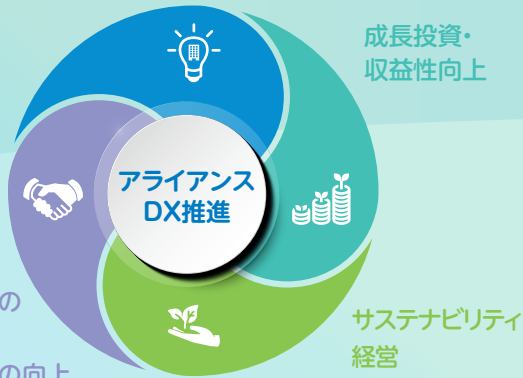 成長投資・
収益性向上
アライアンス
DX推進
の
サステナビリティ
経営
の向上